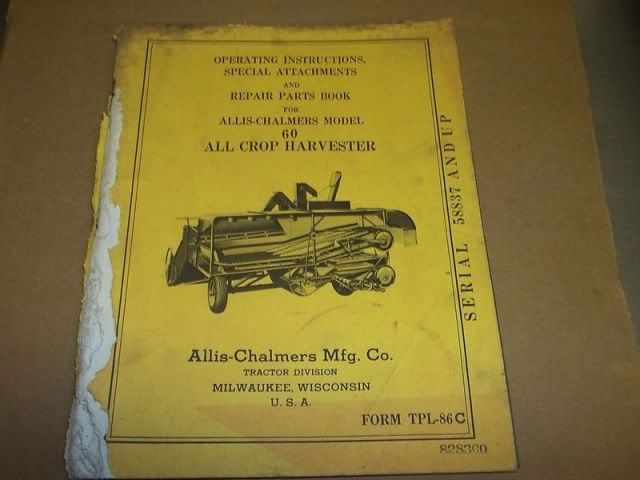 OPERATING INSTRUCTIONS,
SPECIAL ATTACHMENTS
AND
REPAIR PARTS BOOK
FOR
ALLIS-CHALMERS MODEL
60
ALL CROP HARVESTER
SERIAL 58837 AND UP
Allis-Chalmers Mfg. Co.
TRACTOR DIVISION
MILWAUKEE, WISCONSIN
U. S. A.
FORM TPL-86 C
828300